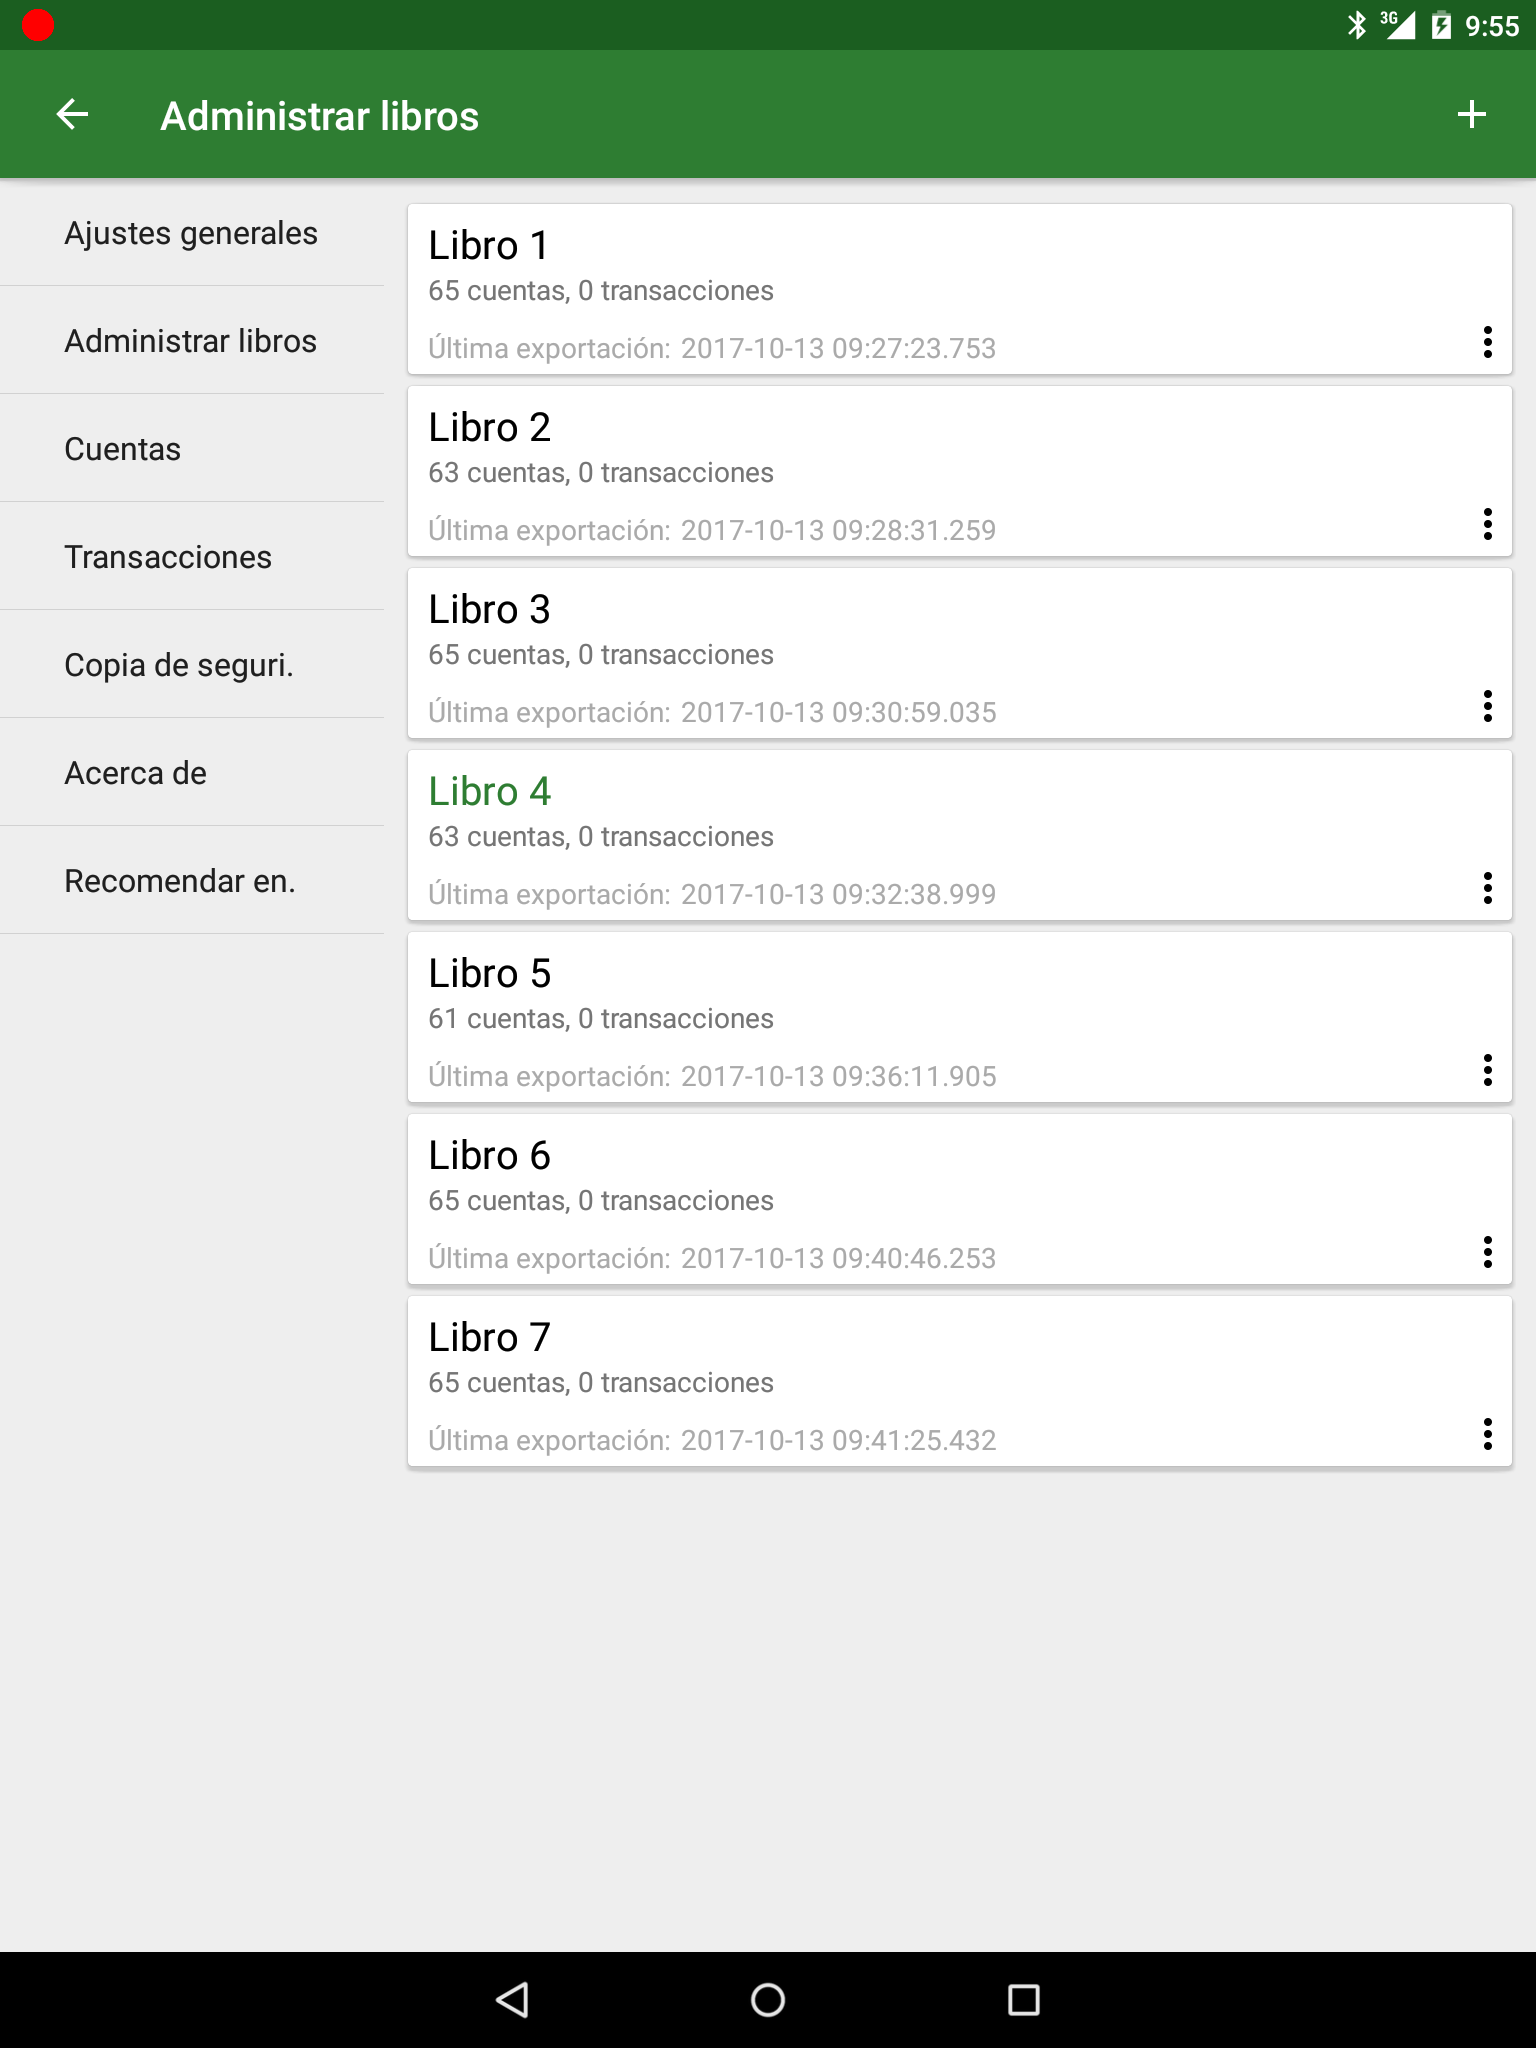 3G 9:55
Administrar libros
Ajustes generales
Administrar libros
Cuentas
Transacciones
Copia de seguri.
Acerca de
Recomendar en.
Libro 1
65 cuentas, 0 transacciones
Última exportación: 2017-10-13 09:27:23.753
Libro 2
63 cuentas, 0 transacciones
Última exportación: 2017-10-13 09:28:31.259
Libro 3
65 cuentas, 0 transacciones
Última exportación: 2017-10-13 09:30:59.035
Libro 4
63 cuentas, 0 transacciones
Última exportación: 2017-10-13 09:32:38.999
Libro 5
61 cuentas, 0 transacciones
Última exportación: 2017-10-13 09:36:11.905
Libro 6
65 cuentas, 0 transacciones
Última exportación: 2017-10-13 09:40:46.253
Libro 7
65 cuentas, 0 transacciones
Última exportación: 2017-10-13 09:41:25.432